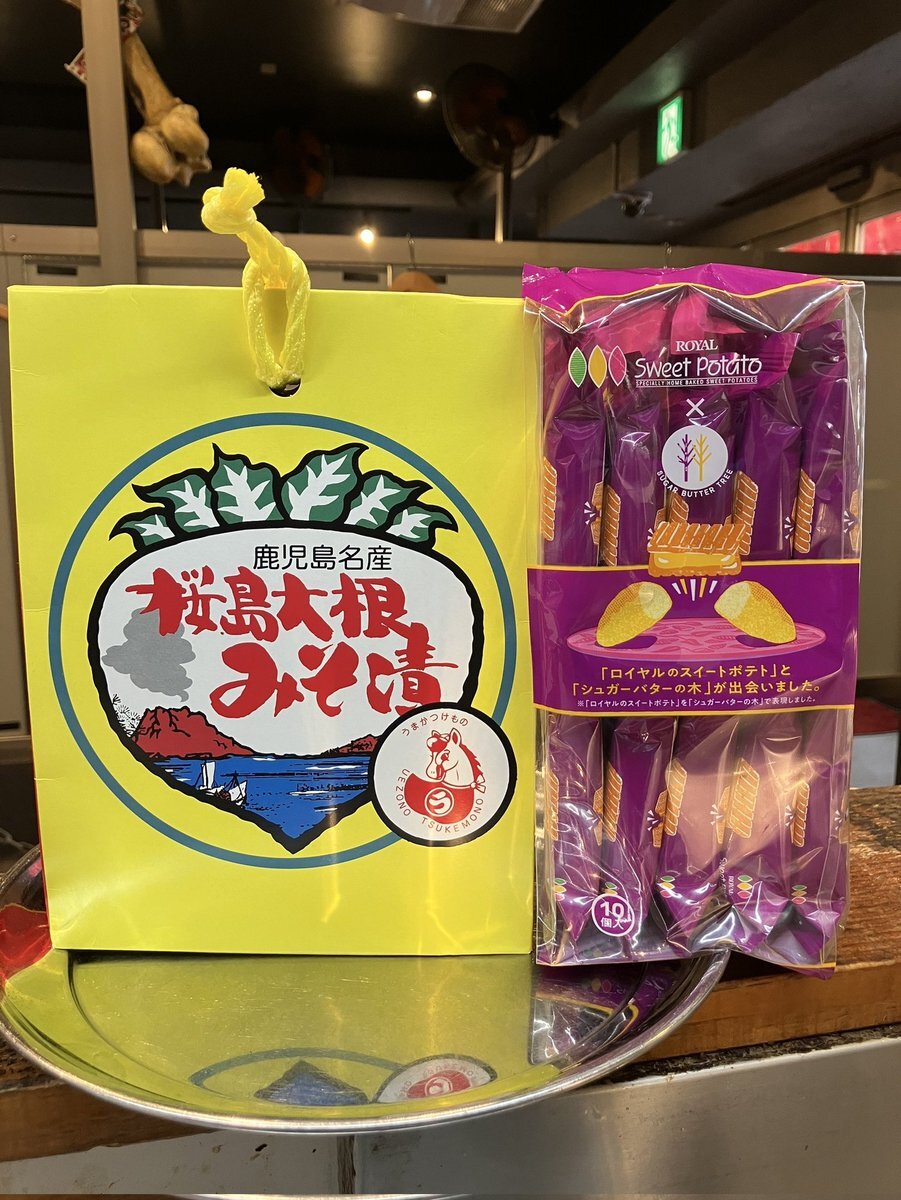 鹿児島名産
桜島大根
みそ漬
うまかつけもの
UEZONO TSUKEMONO
ROYAL
Sweet Potato
SPECIALLY HOME BAKED SWEET POTATOES
×
SUGAR BUTTER TREE
「ロイヤルのスイートポテト」と
「シュガーバターの木」が出会いました。
※「ロイヤルのスイートポテト」を「シュガーバターの木」で表現しました。
10
個入